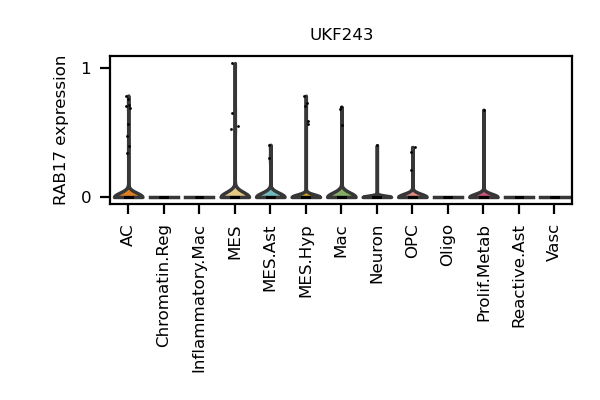 UKF243
RAB17 expression
1
0
AC
Chromatin.Reg
Inflammatory.Mac
MES
MES.Ast
MES.Hyp
Mac
Neuron
OPC
Oligo
Prolif.Metab
Reactive.Ast
Vasc